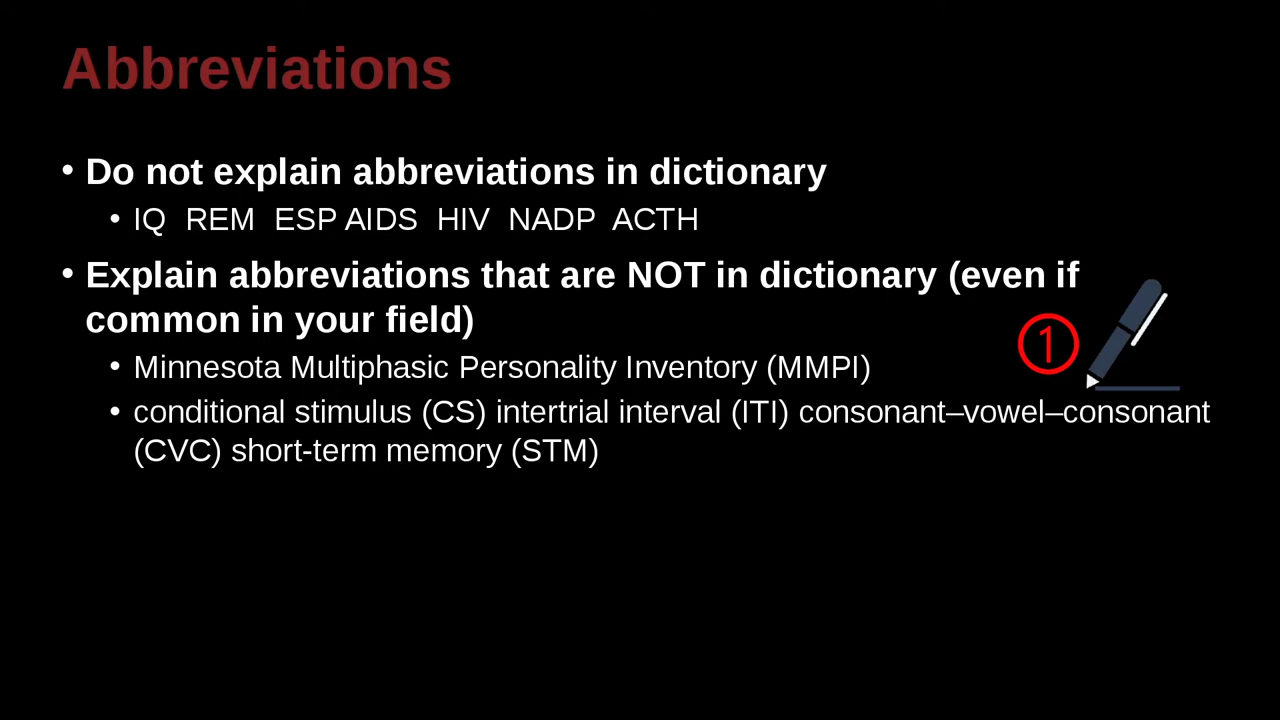 Abbreviations
• Do not explain abbreviations in dictionary
• IQ REM ESP AIDS HIV NADP ACTH
• Explain abbreviations that are NOT in dictionary (even if
common in your field)
1
• Minnesota Multiphasic Personality Inventory (MMPI)
• conditional stimulus (CS) intertrial interval (ITI) consonant–vowel–consonant
(CVC) short-term memory (STM)